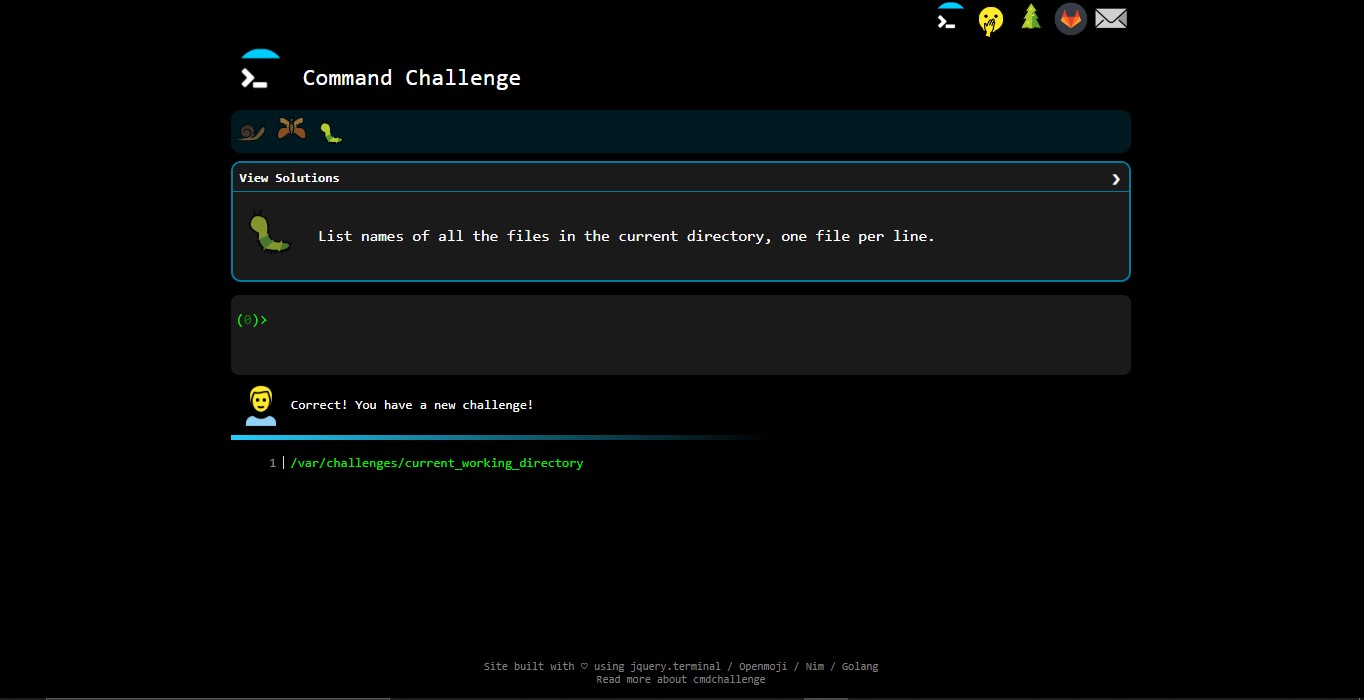 Command Challenge
View Solutions
List names of all the files in the current directory, one file per line.
(0)>
Correct! You have a new challenge!
1 /var/challenges/current_working_directory
Site built with ♡ using jquery.terminal / Openmoji / Nim / Golang
Read more about cmdchallenge